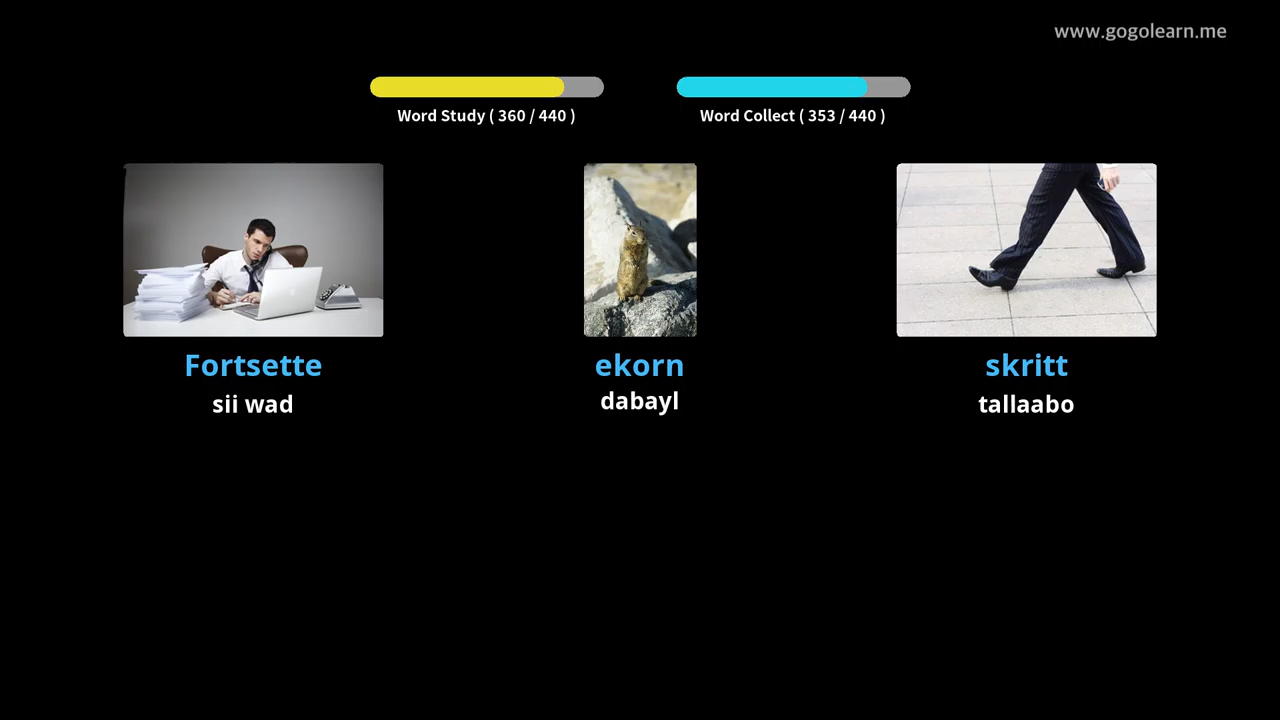 www.gogolearn.me
Word Study ( 360 / 440 )
Word Collect ( 353 / 440 )
Fortsette
sii wad
ekorn
dabayl
skritt
tallaabo